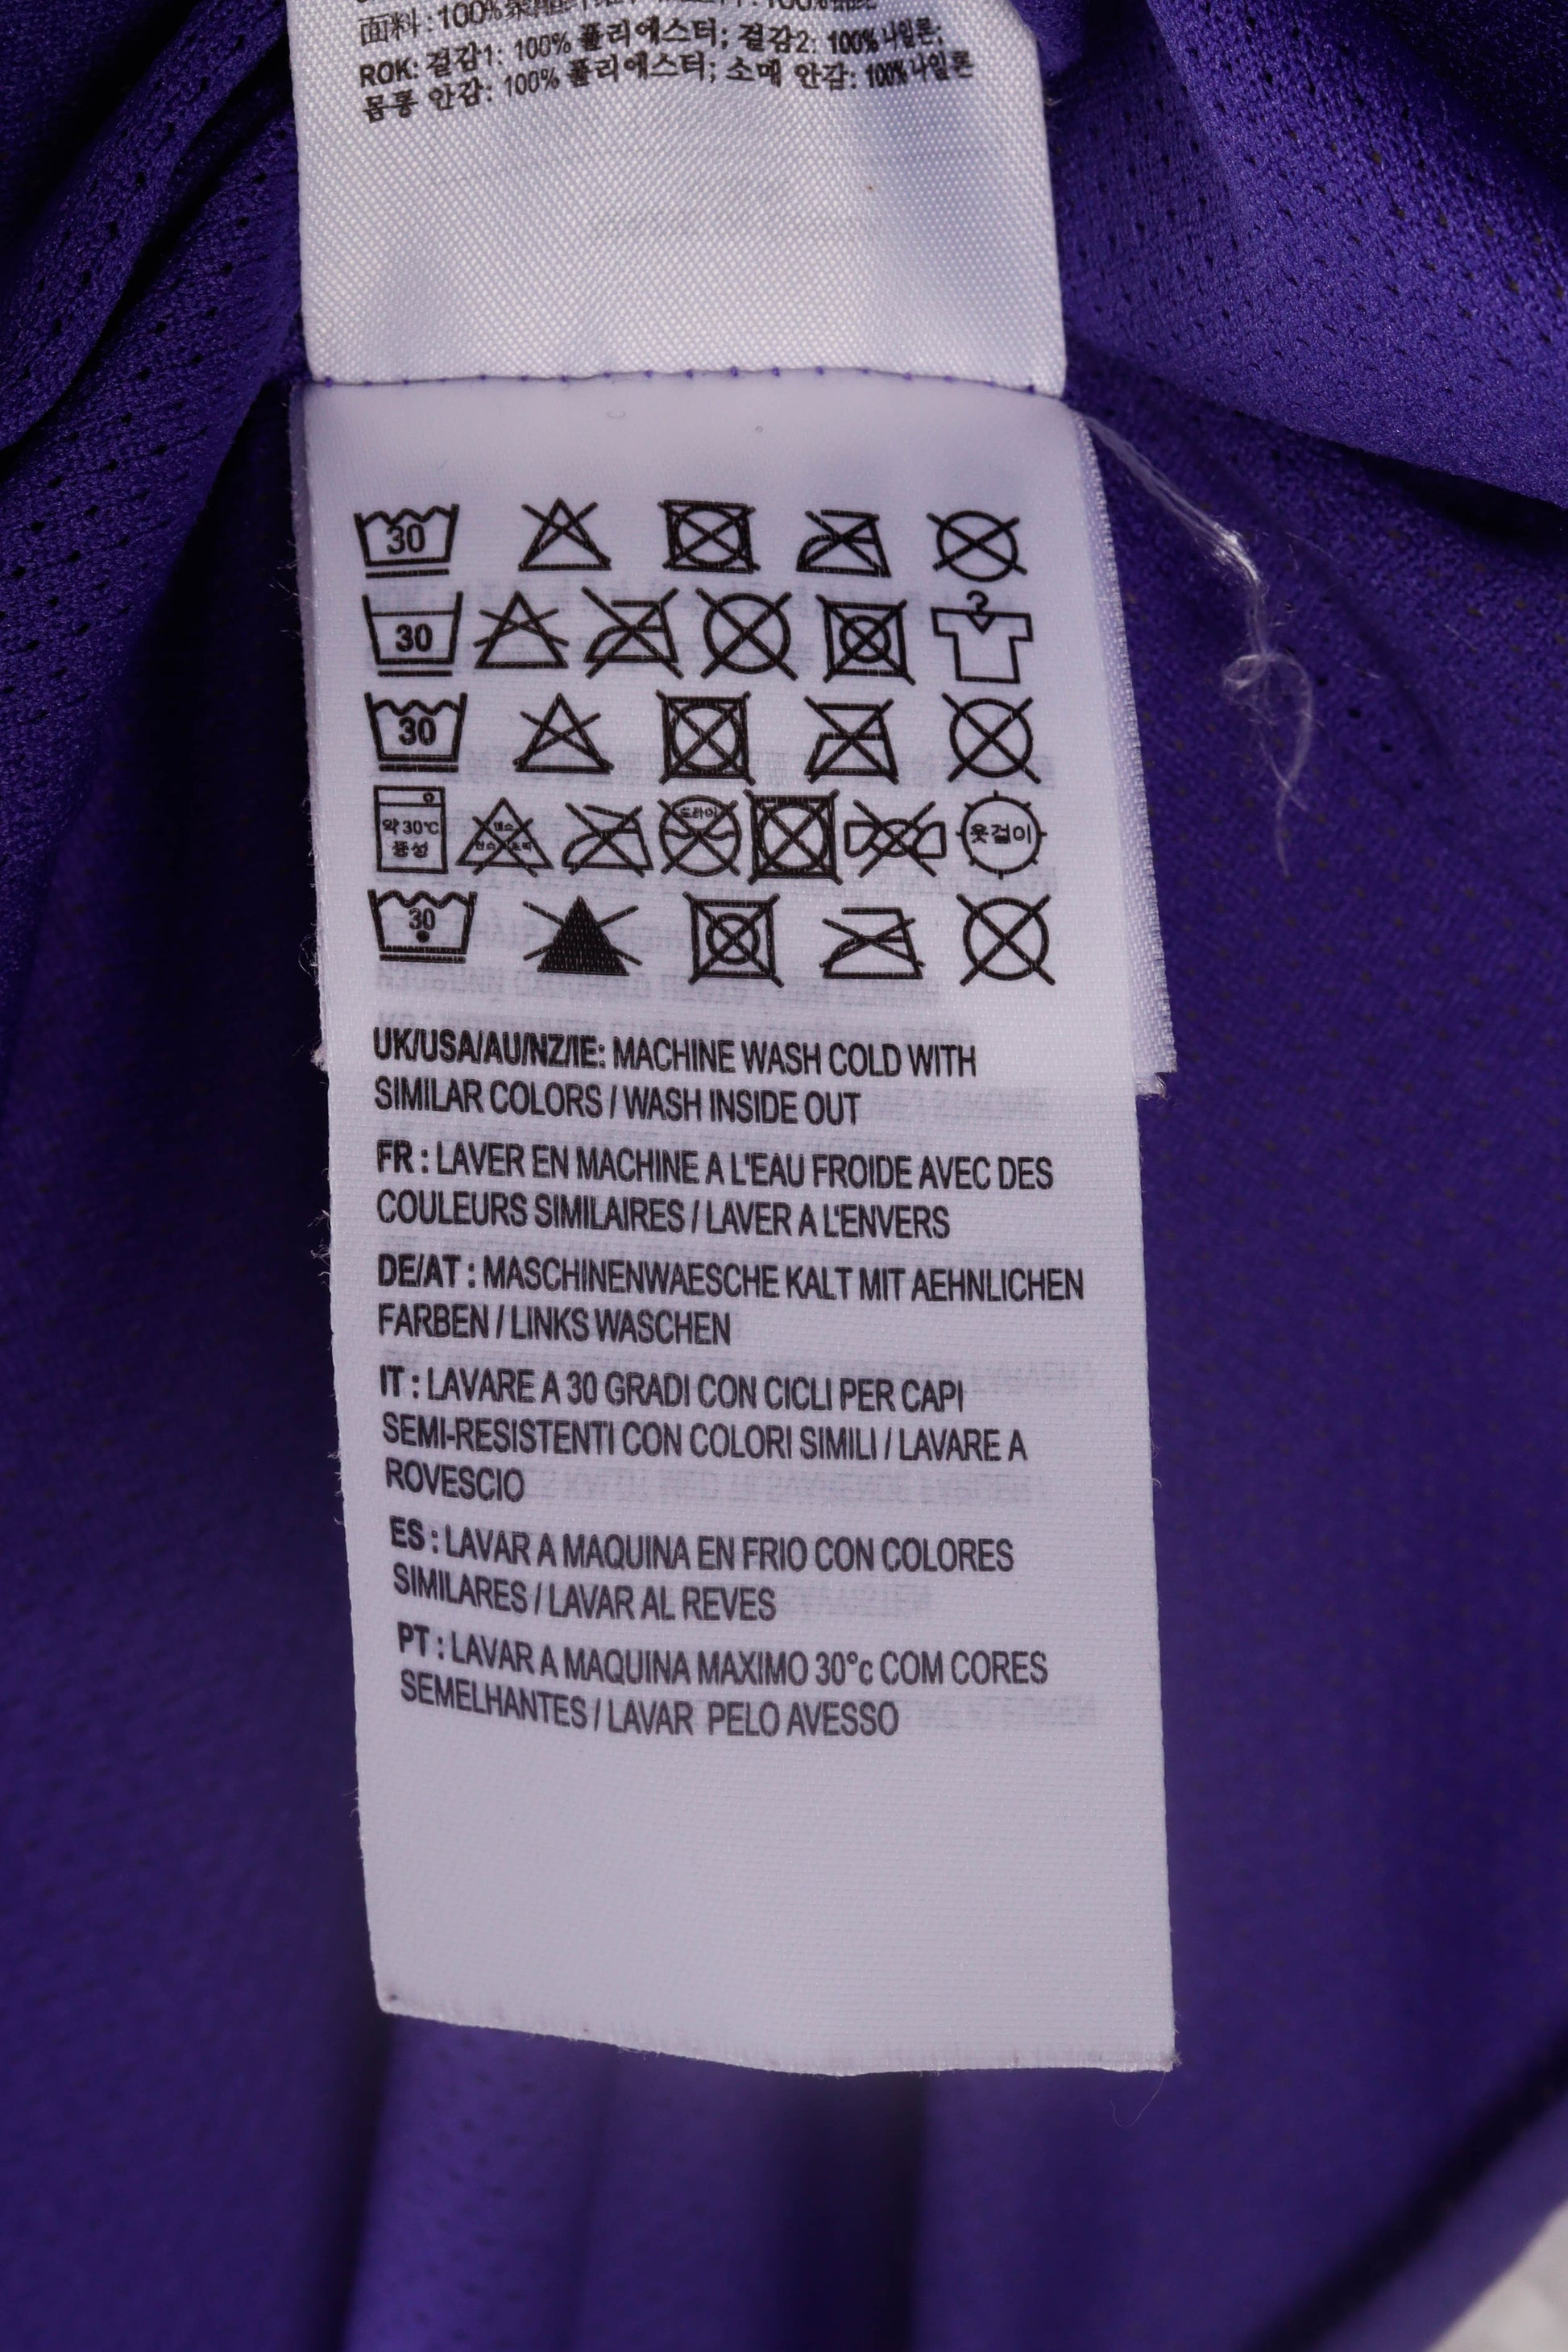 面料:100%
ROK: 겉감1: 100% 폴리에스터; 겉감2: 100% 나일론;
몸통 안감: 100% 폴리에스터; 소매 안감: 100% 나일론
30
30
30
약 30℃
중성
드라이
옷걸이
30
UK/USA/AU/NZ/IE: MACHINE WASH COLD WITH
SIMILAR COLORS / WASH INSIDE OUT
FR : LAVER EN MACHINE A L'EAU FROIDE AVEC DES
COULEURS SIMILAIRES / LAVER A L'ENVERS
DE/AT : MASCHINENWAESCHE KALT MIT AEHNLICHEN
FARBEN / LINKS WASCHEN
IT : LAVARE A 30 GRADI CON CICLI PER CAPI
SEMI-RESISTENTI CON COLORI SIMILI / LAVARE A
ROVESCIO
ES : LAVAR A MAQUINA EN FRIO CON COLORES
SIMILARES / LAVAR AL REVES
PT : LAVAR A MAQUINA MAXIMO 30°c COM CORES
SEMELHANTES / LAVAR PELO AVESSO